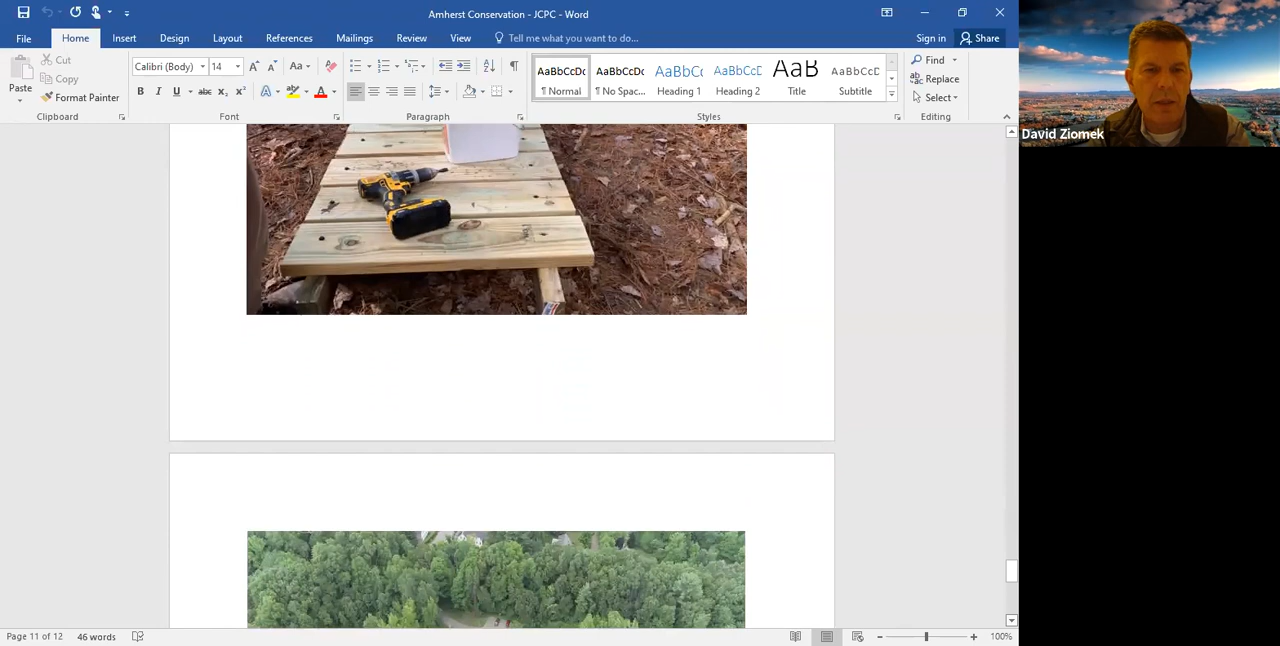 Amherst Conservation - JCPC - Word
File Home Insert Design Layout References Mailings Review View Tell me what you want to do... Sign in Share
Paste
Cut
Copy
Format Painter
Clipboard
Calibri (Body) 14
Font
Paragraph
AaBbCcDc AaBbCcDc AaBbC AaBbCcD AaB AaBbCcD
¶ Normal ¶ No Spac... Heading 1 Heading 2 Title Subtitle
Styles
Find
Replace
Select
Editing
David Ziomek
Page 11 of 12 46 words 100%